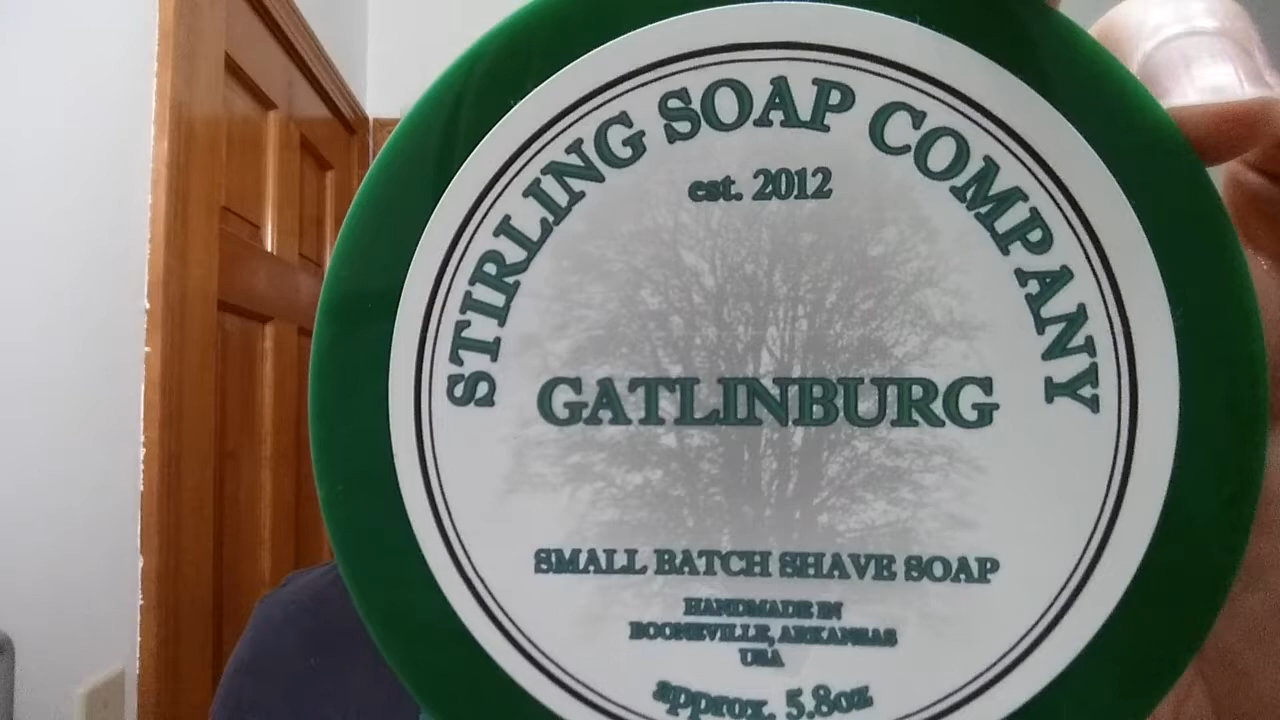 STIRLING SOAP COMPANY
est. 2012
GATLINBURG
SMALL BATCH SHAVE SOAP
HANDMADE IN
BOONEVILLE, ARKANSAS
USA
approx. 5.8oz